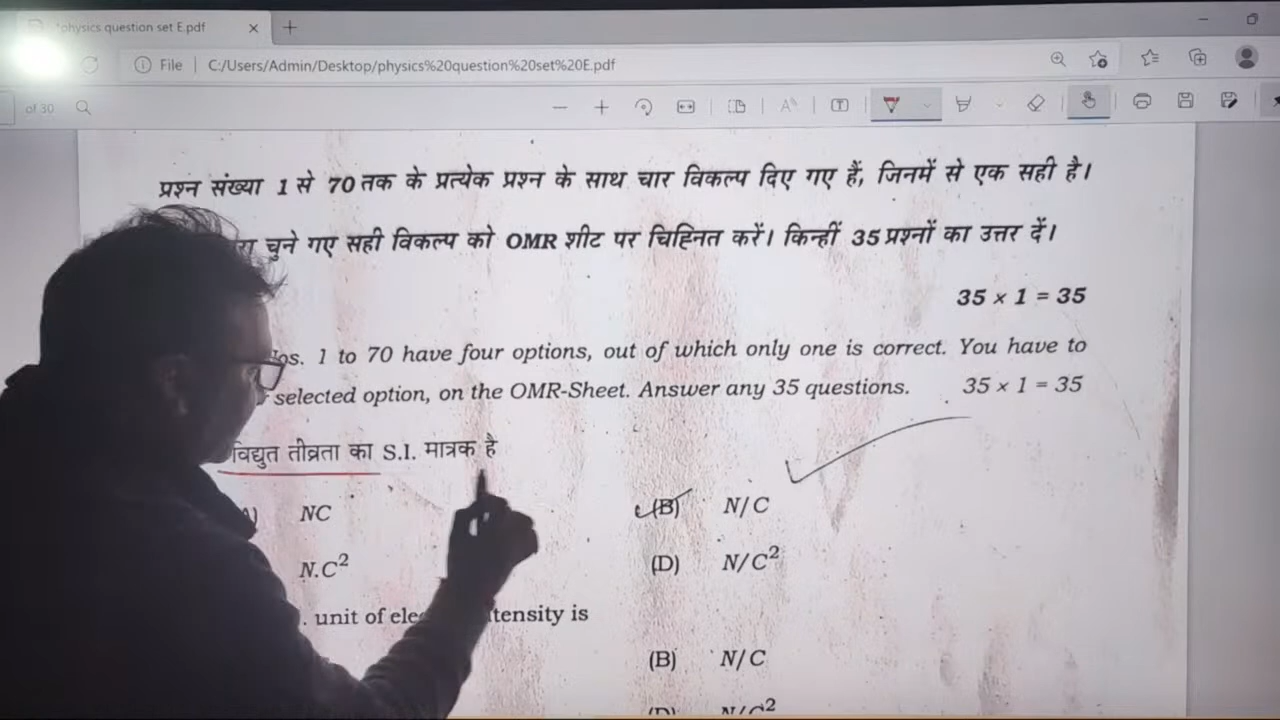 physics question set E.pdf
File | C:/Users/Admin/Desktop/physics%20question%20set%20E.pdf
of 30
प्रश्न संख्या 1 से 70 तक के प्रत्येक प्रश्न के साथ चार विकल्प दिए गए हैं, जिनमें से एक सही है।
चुने गए सही विकल्प को OMR शीट पर चिह्नित करें। किन्हीं 35 प्रश्नों का उत्तर दें।
35 × 1 = 35
1 to 70 have four options, out of which only one is correct. You have to
selected option, on the OMR-Sheet. Answer any 35 questions. 35 × 1 = 35
विद्युत तीव्रता का S.I. मात्रक है
NC (B) N/C
N.C² (D) N/C²
unit of is
(B) N/C
(D) N/C²